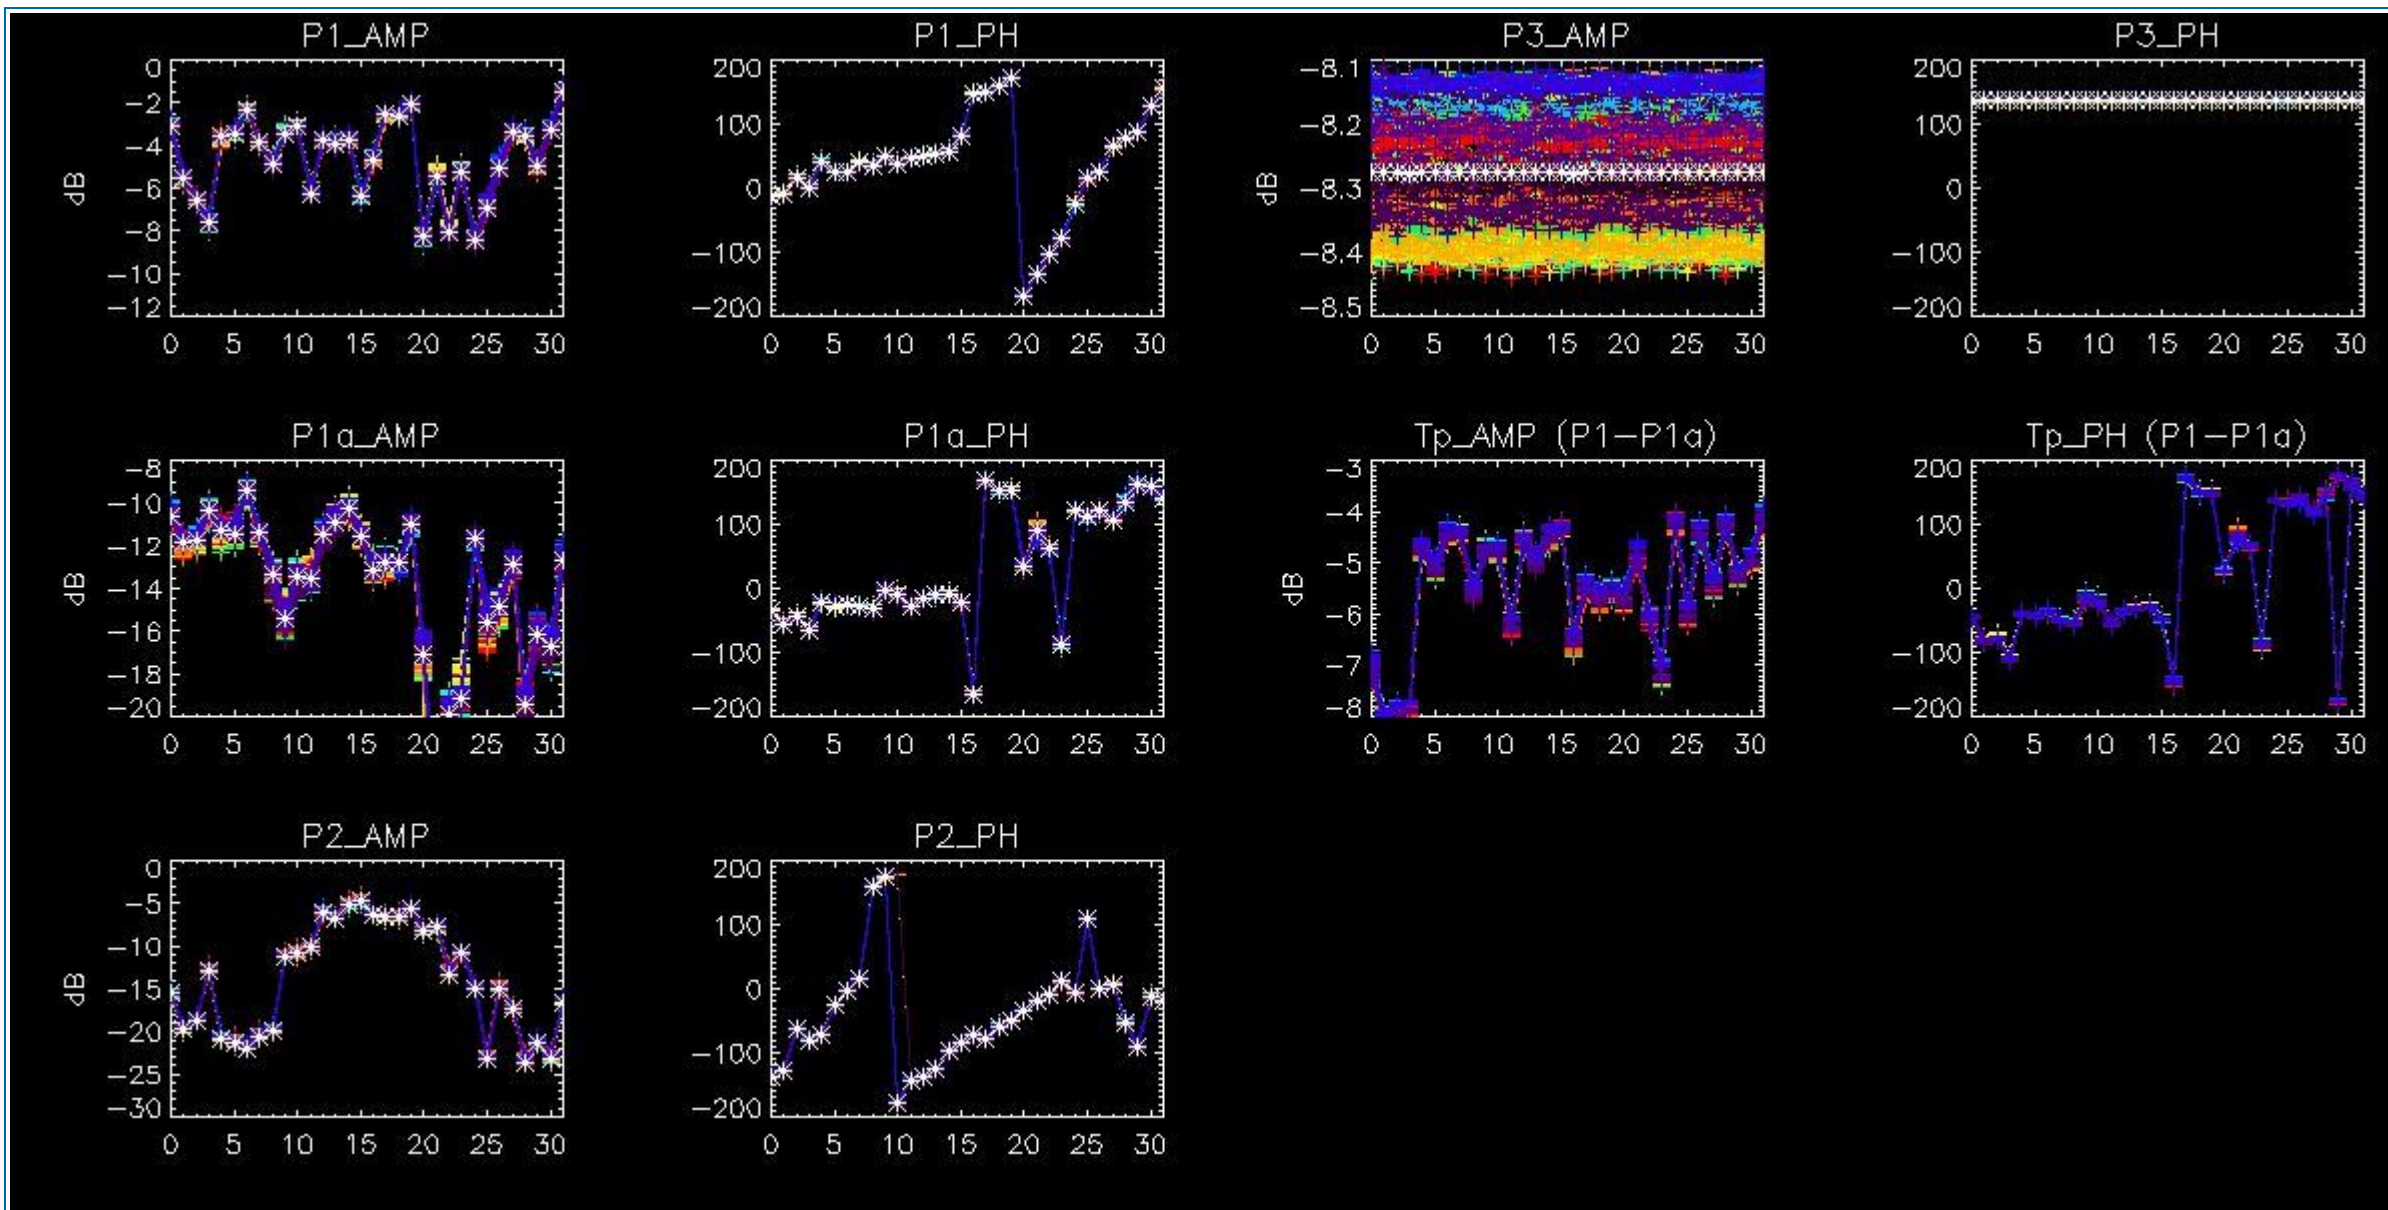 P1_AMP
0
−2
−4
−6
−8
−10
−12
dB
0 5 10 15 20 25 30
P1_PH
200
100
0
−100
−200
0 5 10 15 20 25 30
P3_AMP
−8.1
−8.2
−8.3
−8.4
−8.5
dB
0 5 10 15 20 25 30
P3_PH
200
100
0
−100
−200
0 5 10 15 20 25 30
P1a_AMP
−8
−10
−12
−14
−16
−18
−20
dB
0 5 10 15 20 25 30
P1a_PH
200
100
0
−100
−200
0 5 10 15 20 25 30
Tp_AMP (P1−P1a)
−3
−4
−5
−6
−7
−8
dB
0 5 10 15 20 25 30
Tp_PH (P1−P1a)
200
100
0
−100
−200
0 5 10 15 20 25 30
P2_AMP
0
−5
−10
−15
−20
−25
−30
dB
0 5 10 15 20 25 30
P2_PH
200
100
0
−100
−200
0 5 10 15 20 25 30